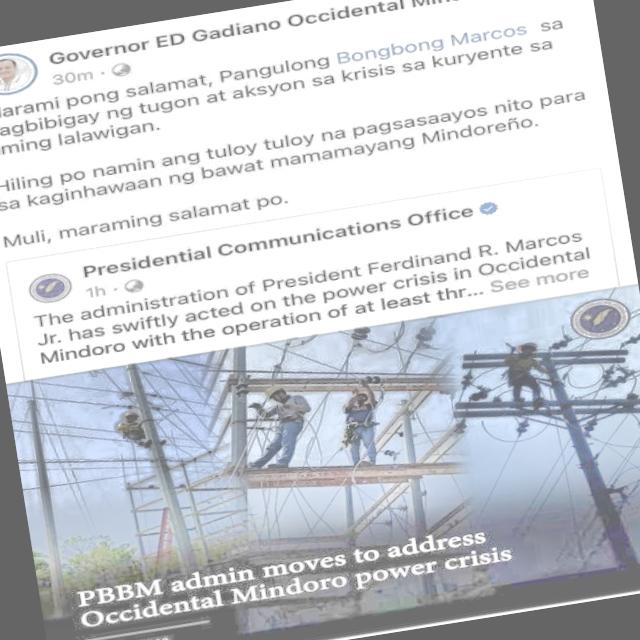 Governor ED Gadiano Occidental
30m
pong salamat, Pangulong Bongbong Marcos sa
ng tugon at aksyon sa krisis sa kuryente sa
lalawigan.
Hiling po namin ang tuloy tuloy na pagsasaayos nito para
sa kaginhawaan ng bawat mamamayang Mindoreño.
Muli, maraming salamat po.
Presidential Communications Office
1h
The administration of President Ferdinand R. Marcos
Jr. has swiftly acted on the power crisis in Occidental
Mindoro with the operation of at least thr... See more
PBBM admin moves to address
Occidental Mindoro power crisis